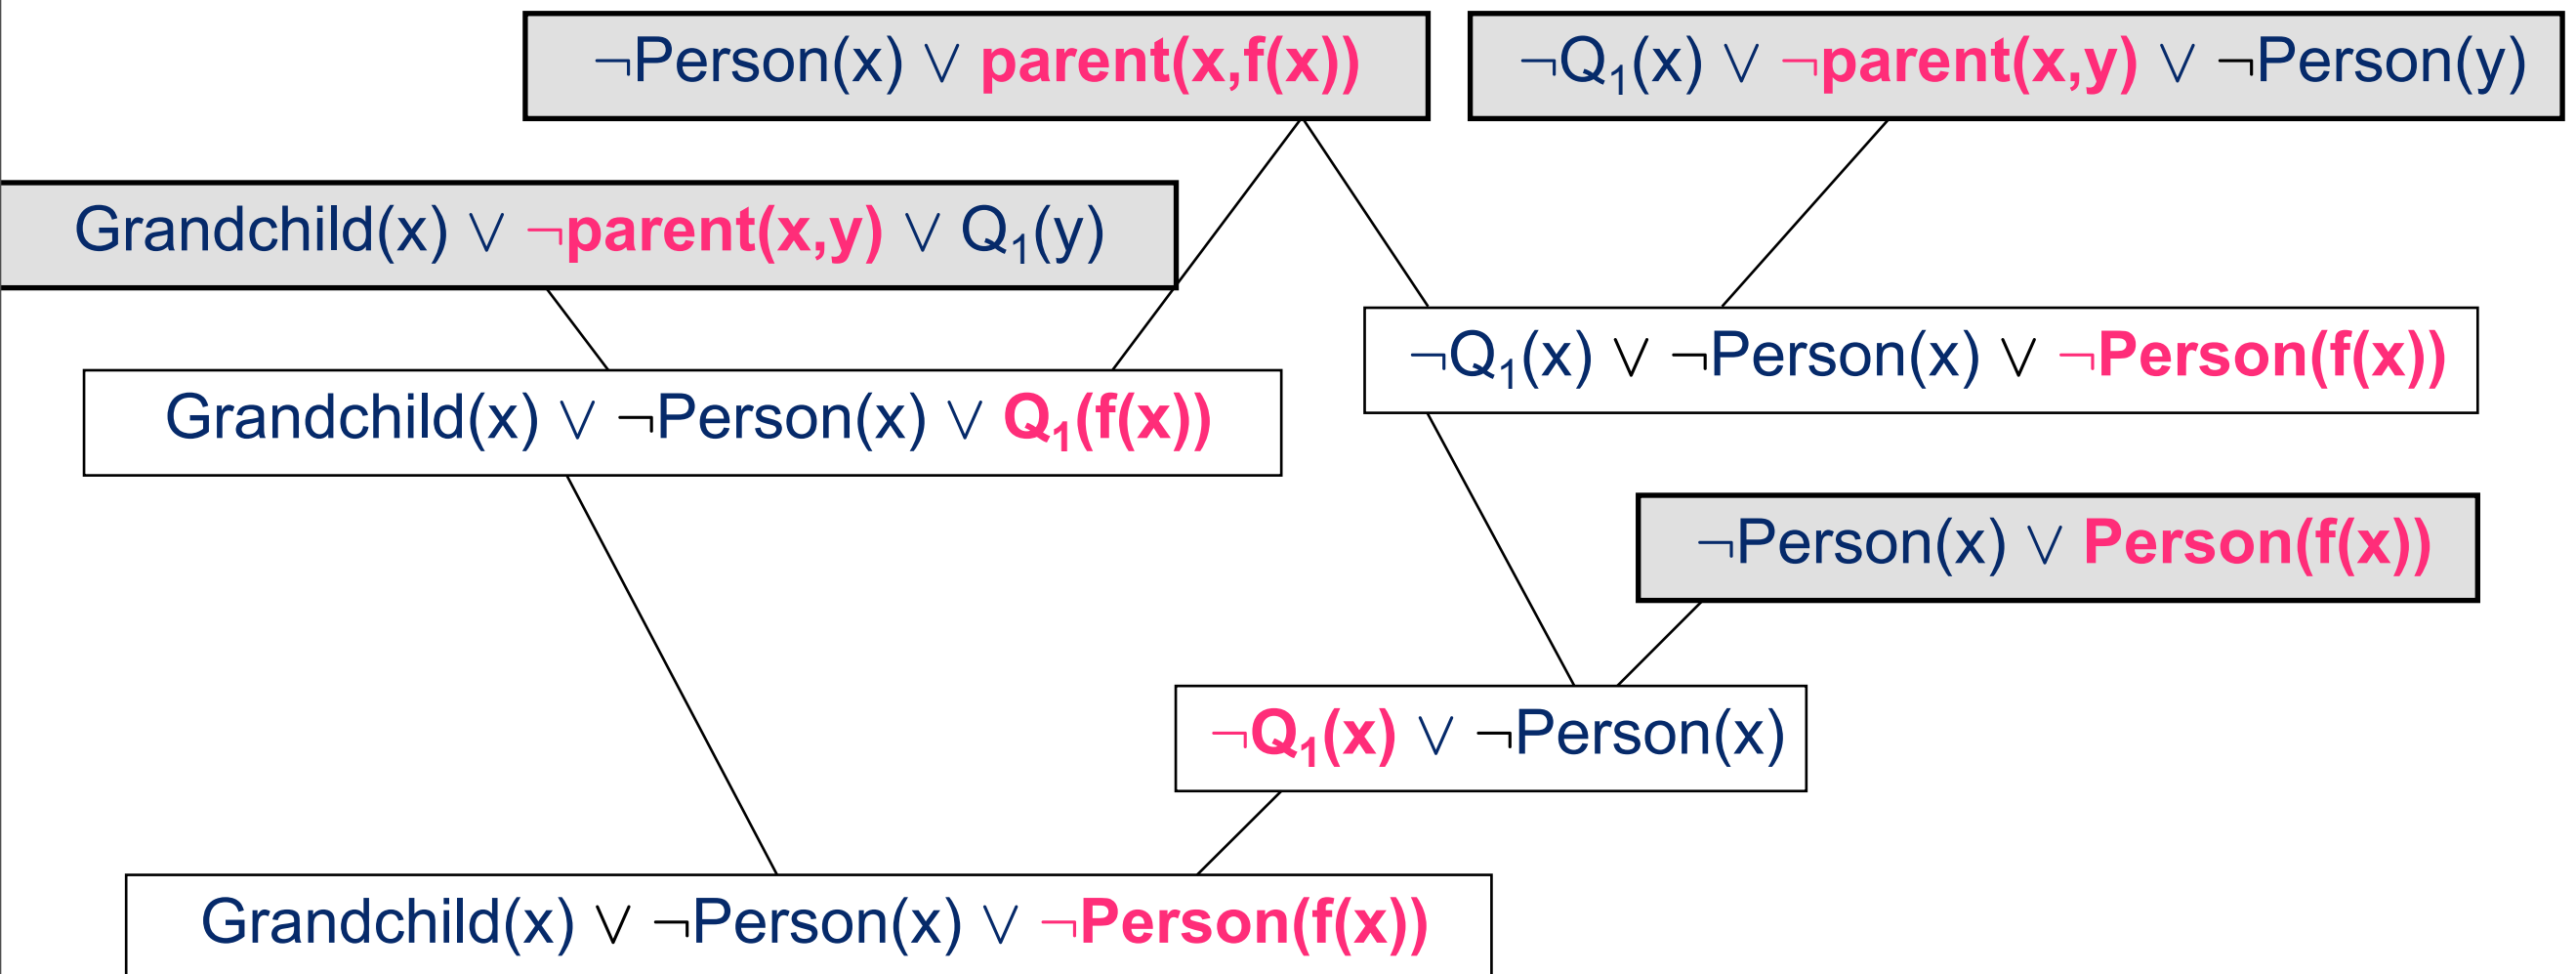 ¬Person(x) ∨ parent(x,f(x))
¬Q₁(x) ∨ ¬parent(x,y) ∨ ¬Person(y)
Grandchild(x) ∨ ¬parent(x,y) ∨ Q₁(y)
¬Q₁(x) ∨ ¬Person(x) ∨ ¬Person(f(x))
Grandchild(x) ∨ ¬Person(x) ∨ Q₁(f(x))
¬Person(x) ∨ Person(f(x))
¬Q₁(x) ∨ ¬Person(x)
Grandchild(x) ∨ ¬Person(x) ∨ ¬Person(f(x))